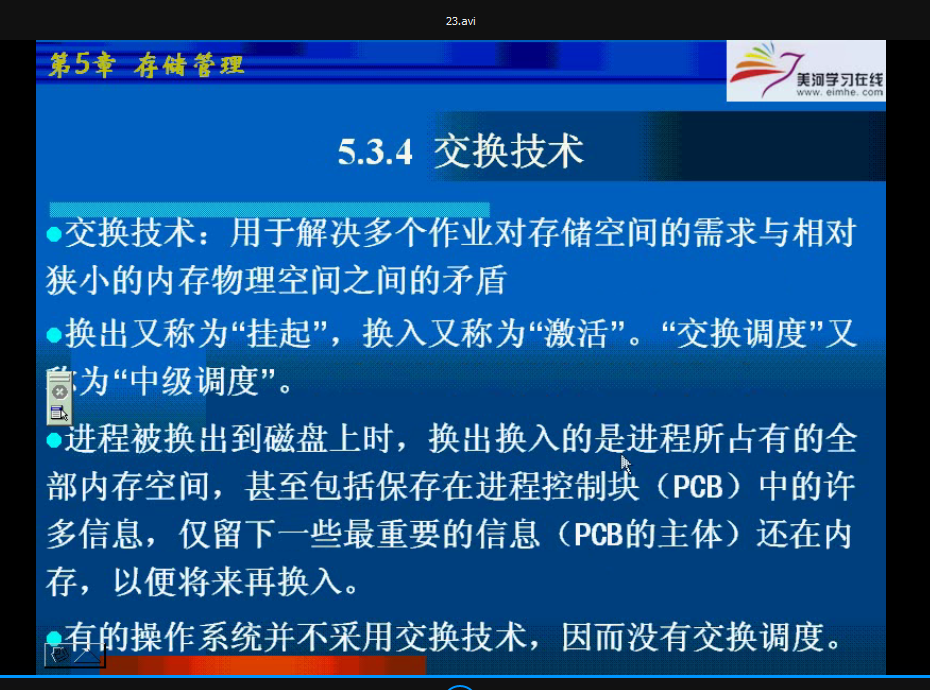 23.avi
第5章 存储管理
美河学习在线
www.eimhe.com
5.3.4 交换技术
●交换技术：用于解决多个作业对存储空间的需求与相对
狭小的内存物理空间之间的矛盾
●换出又称为“挂起”，换入又称为“激活”。“交换调度”又
称为“中级调度”。
●进程被换出到磁盘上时，换出换入的是进程所占有的全
部内存空间，甚至包括保存在进程控制块（PCB）中的许
多信息，仅留下一些最重要的信息（PCB的主体）还在内
存，以便将来再换入。
●有的操作系统并不采用交换技术，因而没有交换调度。